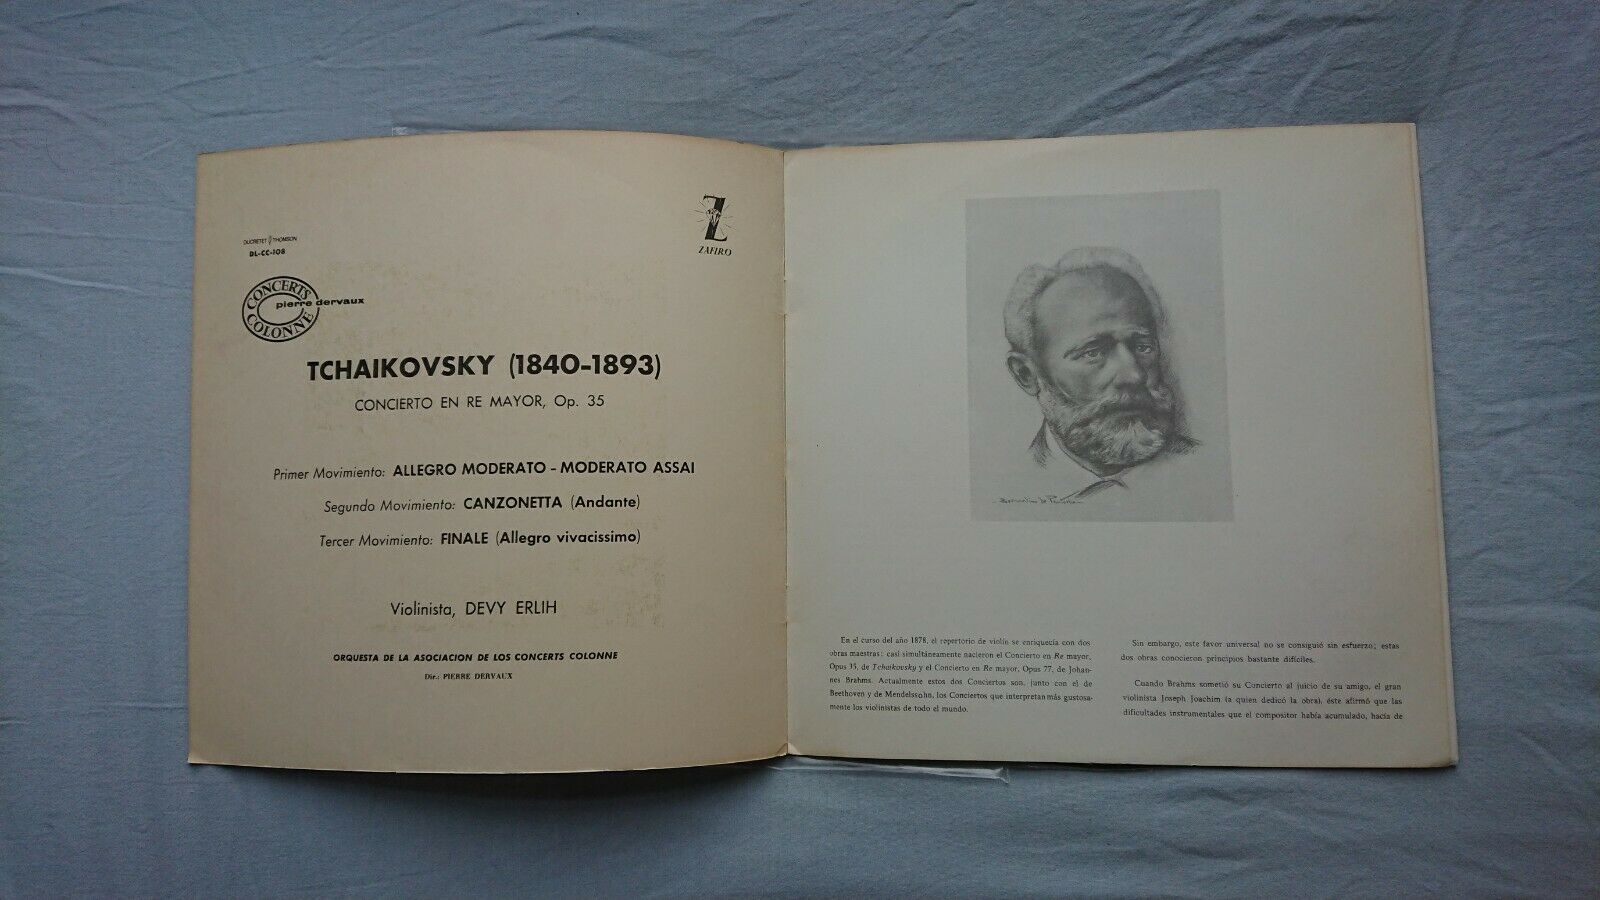 DUCRETET THOMSON
DL-CC-108
Z
ZAFIRO
CONCERTS
pierre dervaux
COLONNE
TCHAIKOVSKY (1840-1893)
CONCIERTO EN RE MAYOR, Op. 35
Primer Movimiento: ALLEGRO MODERATO - MODERATO ASSAI
Segundo Movimiento: CANZONETTA (Andante)
Tercer Movimiento: FINALE (Allegro vivacissimo)
Violinista, DEVY ERLIH
ORQUESTA DE LA ASOCIACION DE LOS CONCERTS COLONNE
Dir.: PIERRE DERVAUX
En el curso del año 1878, el repertorio de violín se enriquecía con dos
obras maestras: casi simultáneamente nacieron el Concierto en Re mayor,
Opus 35, de Tchaikovsky y el Concierto en Re mayor, Opus 77, de Johan-
nes Brahms. Actualmente estos dos Conciertos son, junto con el de
Beethoven y de Mendelssohn, los Conciertos que interpretan más gustosa-
mente los violinistas de todo el mundo.
Sin embargo, este favor universal no se consiguió sin esfuerzo; estas
dos obras conocieron principios bastante difíciles.
Cuando Brahms sometió su Concierto al juicio de su amigo, el gran
violinista Joseph Joachim (a quien dedicó la obra), éste afirmó que las
dificultades instrumentales que el compositor había acumulado, hacía de